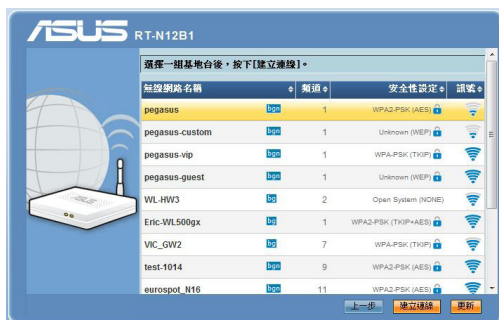 ASUS RT-N12B1
選擇一組基地台後，按下[建立連線]。
無線網路名稱 頻道 安全性設定 訊號
pegasus bgn 1 WPA2-PSK (AES)
pegasus-custom bgn 1 Unknown (WEP)
pegasus-vip bgn 1 WPA-PSK (TKIP)
pegasus-guest bgn 1 Unknown (WEP)
WL-HW3 bg 2 Open System (NONE)
Eric-WL500gx bg 1 WPA2-PSK (TKIP+AES)
VIC_GW2 bg 7 WPA-PSK (TKIP)
test-1014 bgn 9 WPA2-PSK (AES)
eurospot_N16 bgn 11 WPA2-PSK (AES)
上一步 建立連線 更新